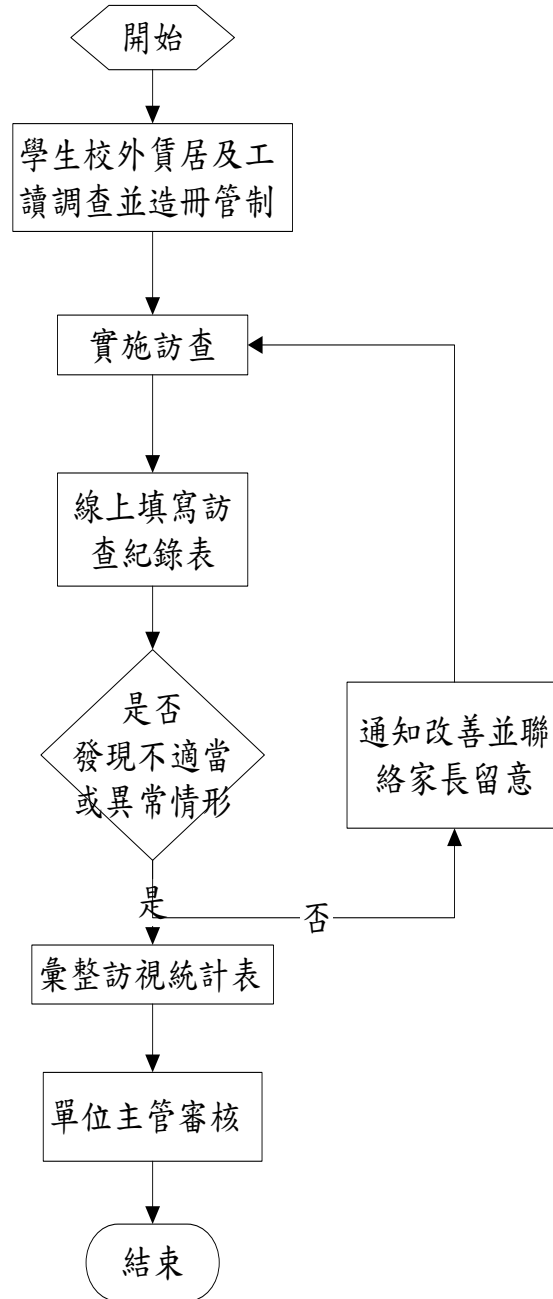 開始
學生校外賃居及工
讀調查並造冊管制
實施訪查
線上填寫訪
查紀錄表
是否
發現不適當
或異常情形
通知改善並聯
絡家長留意
是
否
彙整訪視統計表
單位主管審核
結束